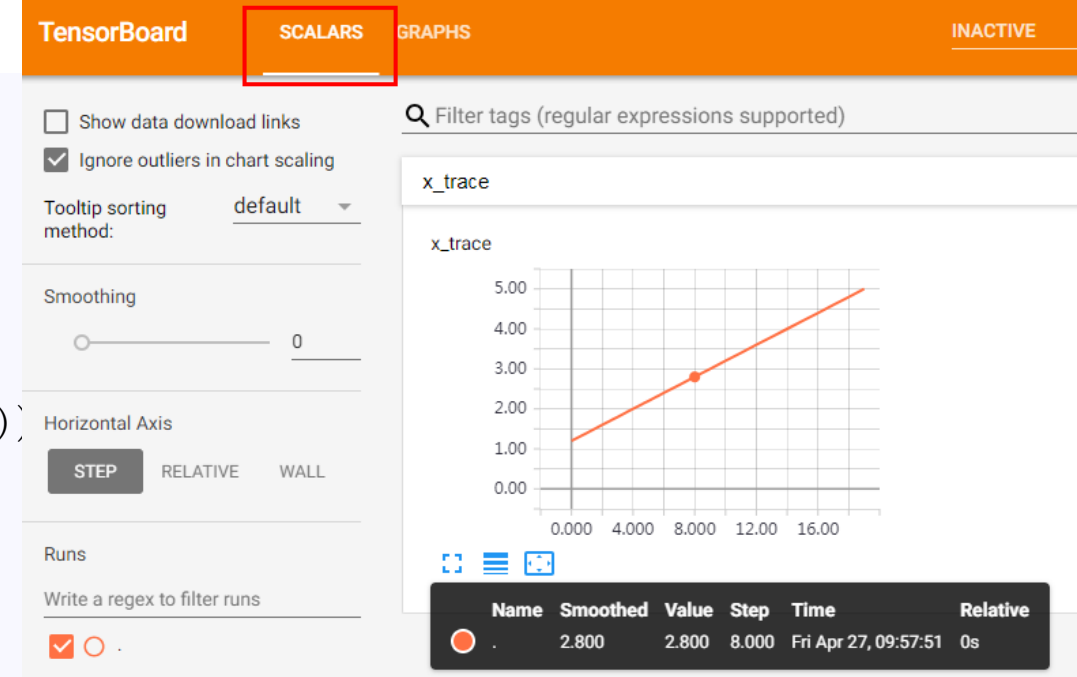 TensorBoard SCALARS GRAPHS INACTIVE
Show data download links
Ignore outliers in chart scaling
Tooltip sorting method: default
Smoothing
0
Horizontal Axis
STEP RELATIVE WALL
Runs
Write a regex to filter runs
.
))
Filter tags (regular expressions supported)
x_trace
x_trace
5.00
4.00
3.00
2.00
1.00
0.00
0.000 4.000 8.000 12.00 16.00
Name Smoothed Value Step Time Relative
. 2.800 2.800 8.000 Fri Apr 27, 09:57:51 0s